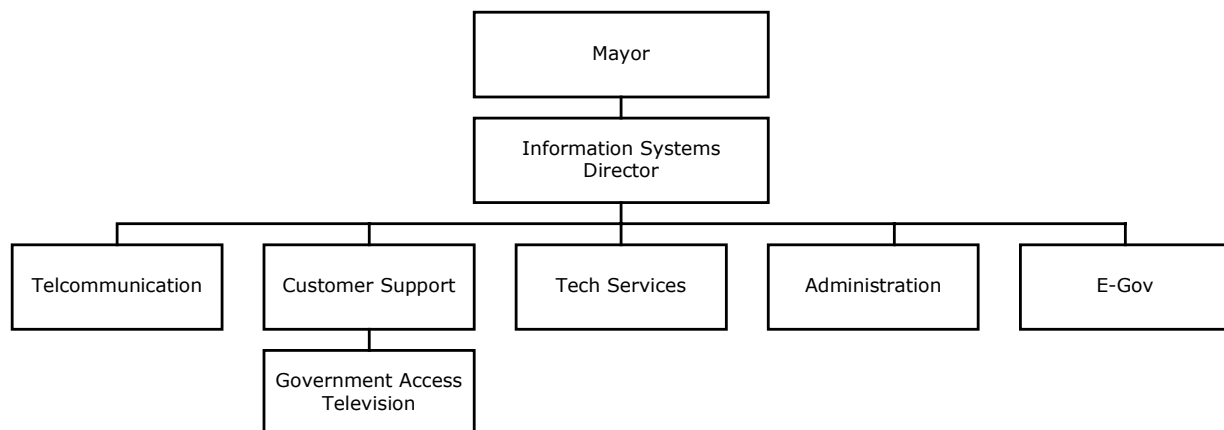 Mayor
Information Systems
Director
Telcommunication
Customer Support
Tech Services
Administration
E-Gov
Government Access
Television